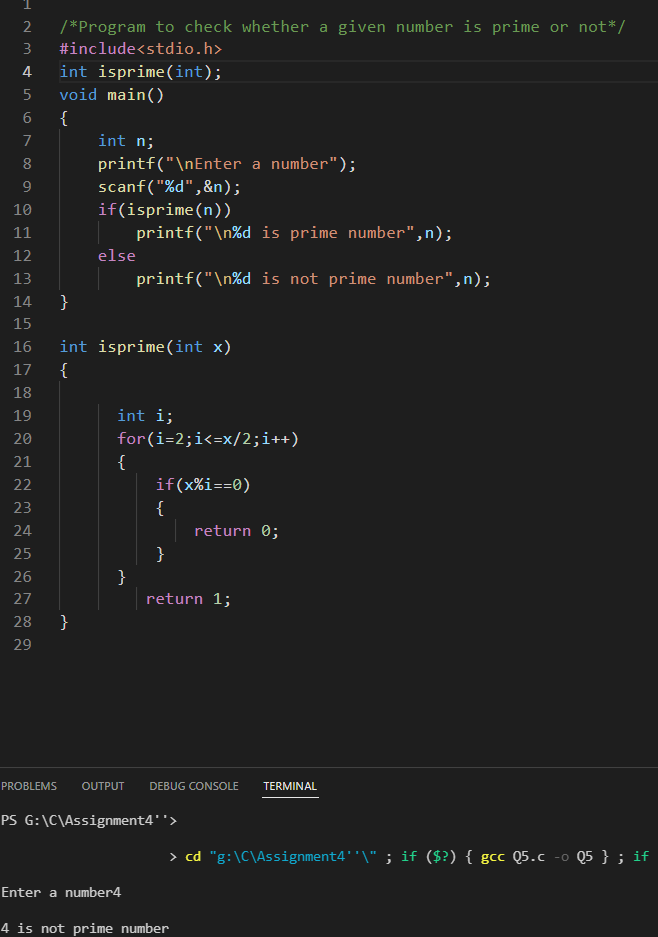 1
2 /*Program to check whether a given number is prime or not*/
3 #include<stdio.h>
4 int isprime(int);
5 void main()
6 {
7 int n;
8 printf("\nEnter a number");
9 scanf("%d",&n);
10 if(isprime(n))
11 printf("\n%d is prime number",n);
12 else
13 printf("\n%d is not prime number",n);
14 }
15
16 int isprime(int x)
17 {
18
19 int i;
20 for(i=2;i<=x/2;i++)
21 {
22 if(x%i==0)
23 {
24 return 0;
25 }
26 }
27 return 1;
28 }
29
PROBLEMS OUTPUT DEBUG CONSOLE TERMINAL
PS G:\C\Assignment4''>
> cd "g:\C\Assignment4''\" ; if ($?) { gcc Q5.c -o Q5 } ; if
Enter a number4
4 is not prime number